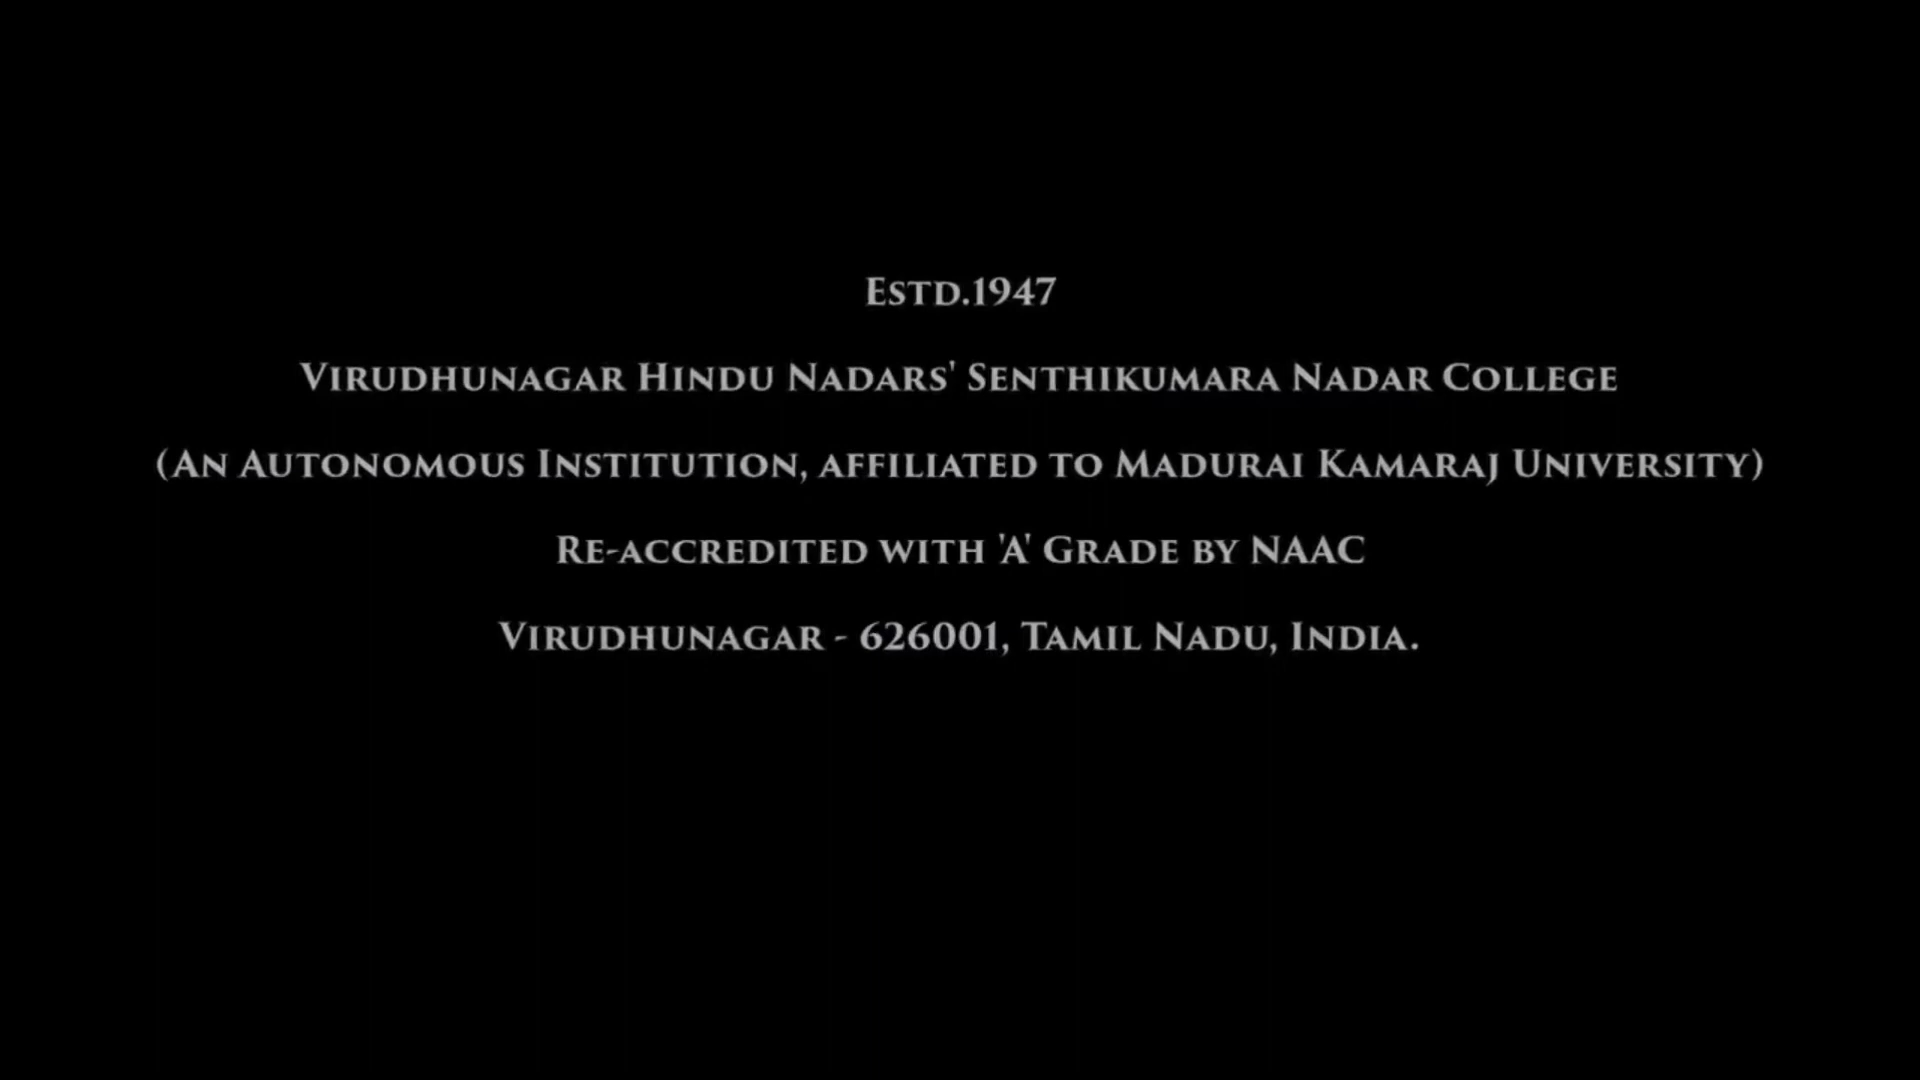 Estd.1947
Virudhunagar Hindu Nadars' Senthikumara Nadar College
(An Autonomous Institution, affiliated to Madurai Kamaraj University)
Re-accredited with 'A' Grade by NAAC
Virudhunagar - 626001, Tamil Nadu, India.